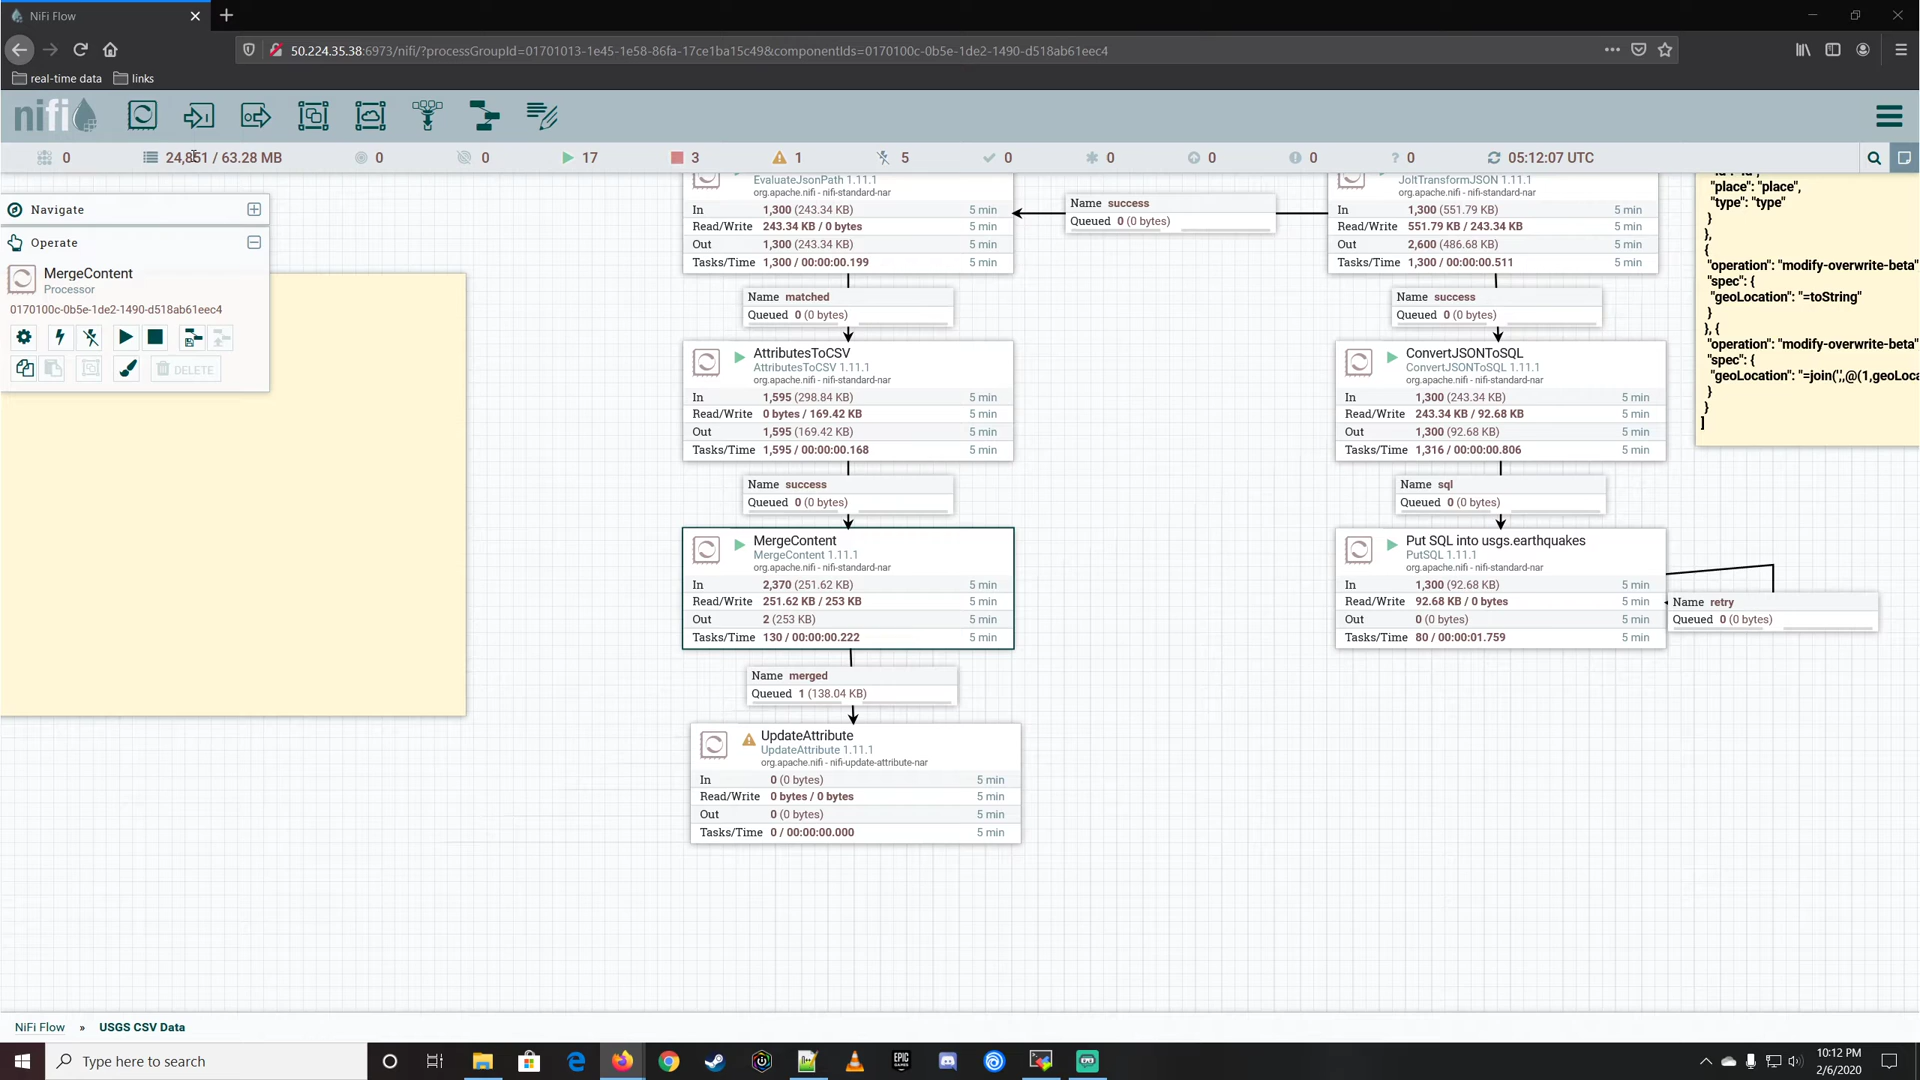 NiFi Flow
50.224.35.38:6973/nifi/?processGroupId=01701013-1e45-1e58-86fa-17ce1ba15c49&componentIds=0170100c-0b5e-1de2-1490-d518ab61eec4
real-time data
links
nifi
0
24,851 / 63.28 MB
0
0
17
3
1
5
0
0
0
0
0
05:12:07 UTC
Navigate
Operate
MergeContent
Processor
0170100c-0b5e-1de2-1490-d518ab61eec4
DELETE
EvaluateJsonPath 1.11.1
org.apache.nifi - nifi-standard-nar
In 1,300 (243.34 KB) 5 min
Read/Write 243.34 KB / 0 bytes 5 min
Out 1,300 (243.34 KB) 5 min
Tasks/Time 1,300 / 00:00:00.199 5 min
Name success
Queued 0 (0 bytes)
JoltTransformJSON 1.11.1
org.apache.nifi - nifi-standard-nar
In 1,300 (551.79 KB) 5 min
Read/Write 551.79 KB / 243.34 KB 5 min
Out 2,600 (486.68 KB) 5 min
Tasks/Time 1,300 / 00:00:00.511 5 min
"place": "place",
"type": "type"
}
},
{
"operation": "modify-overwrite-beta"
"spec": {
"geoLocation": "=toString"
}
}, {
"operation": "modify-overwrite-beta"
"spec": {
"geoLocation": "=join(',',@(1,geoLoca
}
}
]
Name matched
Queued 0 (0 bytes)
Name success
Queued 0 (0 bytes)
AttributesToCSV
AttributesToCSV 1.11.1
org.apache.nifi - nifi-standard-nar
In 1,595 (298.84 KB) 5 min
Read/Write 0 bytes / 169.42 KB 5 min
Out 1,595 (169.42 KB) 5 min
Tasks/Time 1,595 / 00:00:00.168 5 min
ConvertJSONToSQL
ConvertJSONToSQL 1.11.1
org.apache.nifi - nifi-standard-nar
In 1,300 (243.34 KB) 5 min
Read/Write 243.34 KB / 92.68 KB 5 min
Out 1,300 (92.68 KB) 5 min
Tasks/Time 1,316 / 00:00:00.806 5 min
Name success
Queued 0 (0 bytes)
Name sql
Queued 0 (0 bytes)
MergeContent
MergeContent 1.11.1
org.apache.nifi - nifi-standard-nar
In 2,370 (251.62 KB) 5 min
Read/Write 251.62 KB / 253 KB 5 min
Out 2 (253 KB) 5 min
Tasks/Time 130 / 00:00:00.222 5 min
Put SQL into usgs.earthquakes
PutSQL 1.11.1
org.apache.nifi - nifi-standard-nar
In 1,300 (92.68 KB) 5 min
Read/Write 92.68 KB / 0 bytes 5 min
Out 0 (0 bytes) 5 min
Tasks/Time 80 / 00:00:01.759 5 min
Name retry
Queued 0 (0 bytes)
Name merged
Queued 1 (138.04 KB)
UpdateAttribute
UpdateAttribute 1.11.1
org.apache.nifi - nifi-update-attribute-nar
In 0 (0 bytes) 5 min
Read/Write 0 bytes / 0 bytes 5 min
Out 0 (0 bytes) 5 min
Tasks/Time 0 / 00:00:00.000 5 min
NiFi Flow » USGS CSV Data
Type here to search
EPIC GAMES
10:12 PM
2/6/2020